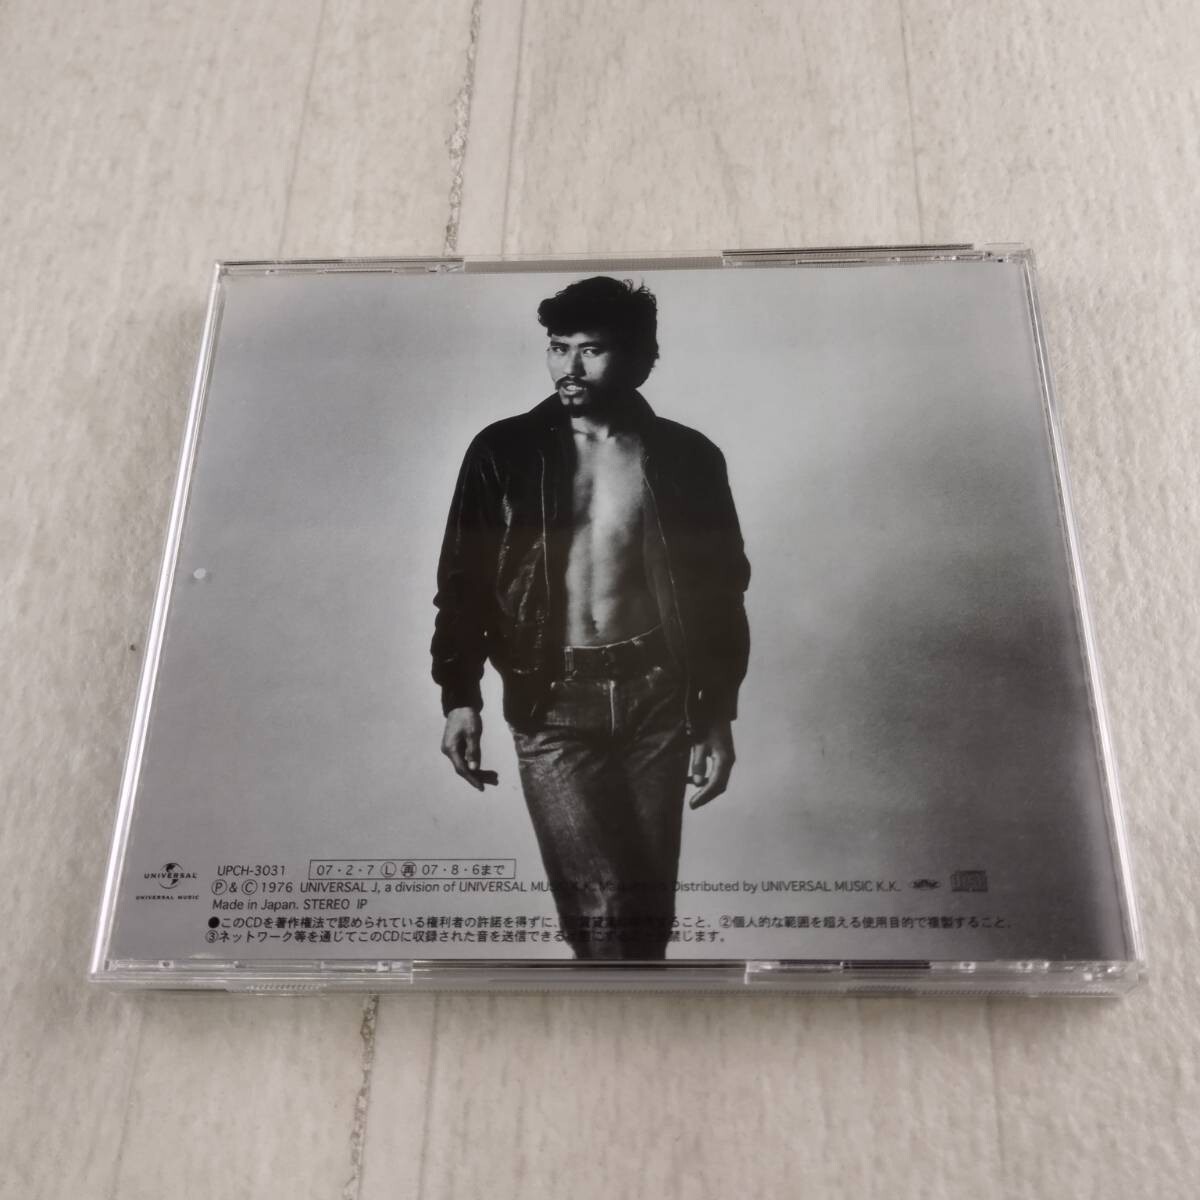 UNIVERSAL
UNIVERSAL MUSIC
UPCH-3031 07・2・7 Ⓛ ㊢ 07・8・6まで
Ⓟ & Ⓒ 1976 UNIVERSAL J, a division of UNIVERSAL MUSIC K.K. Distributed by UNIVERSAL MUSIC K.K.
Made in Japan. STEREO
●このCDを著作権法で認められている権利者の許諾を得ずに、 すること、②個人的な範囲を超える使用目的で複製すること、
③ネットワーク等を通じてこのCDに収録された音を送信できる 禁じます。